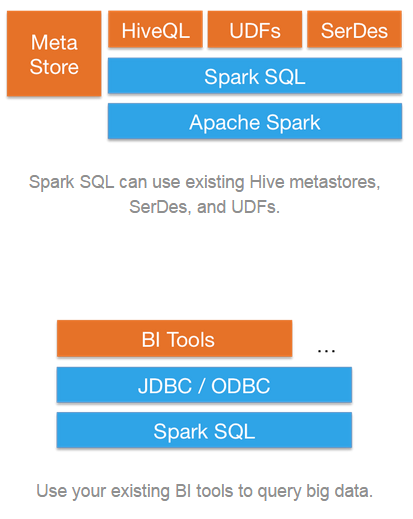 Meta
Store
HiveQL
UDFs
SerDes
Spark SQL
Apache Spark
Spark SQL can use existing Hive metastores,
SerDes, and UDFs.
BI Tools
...
JDBC / ODBC
Spark SQL
Use your existing BI tools to query big data.